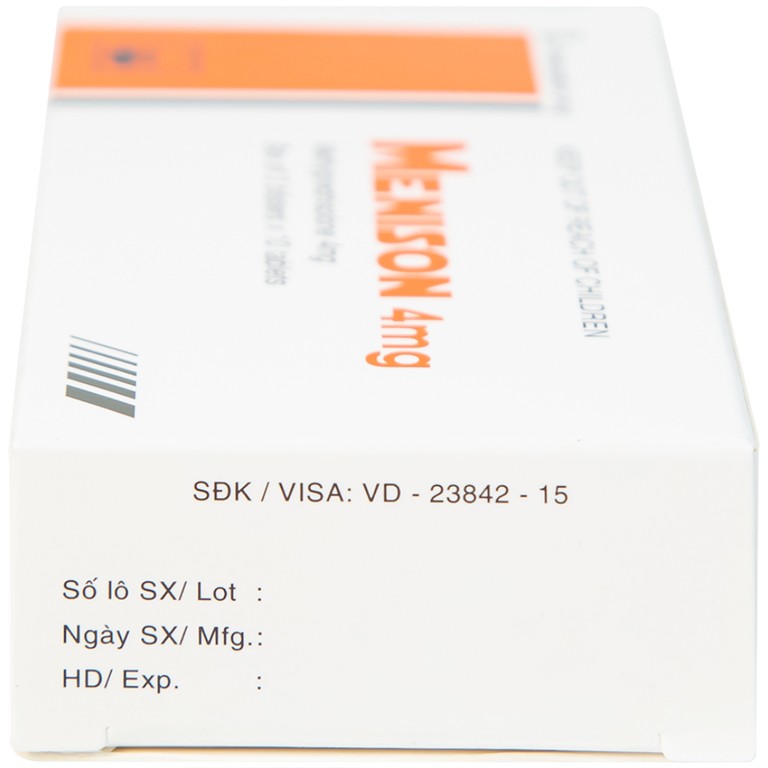 KEEP OUT OF REACH OF CHILDREN
MENISON 4mg
SĐK / VISA: VD - 23842 - 15
Số lô SX/ Lot :
Ngày SX/ Mfg.:
HD/ Exp. :